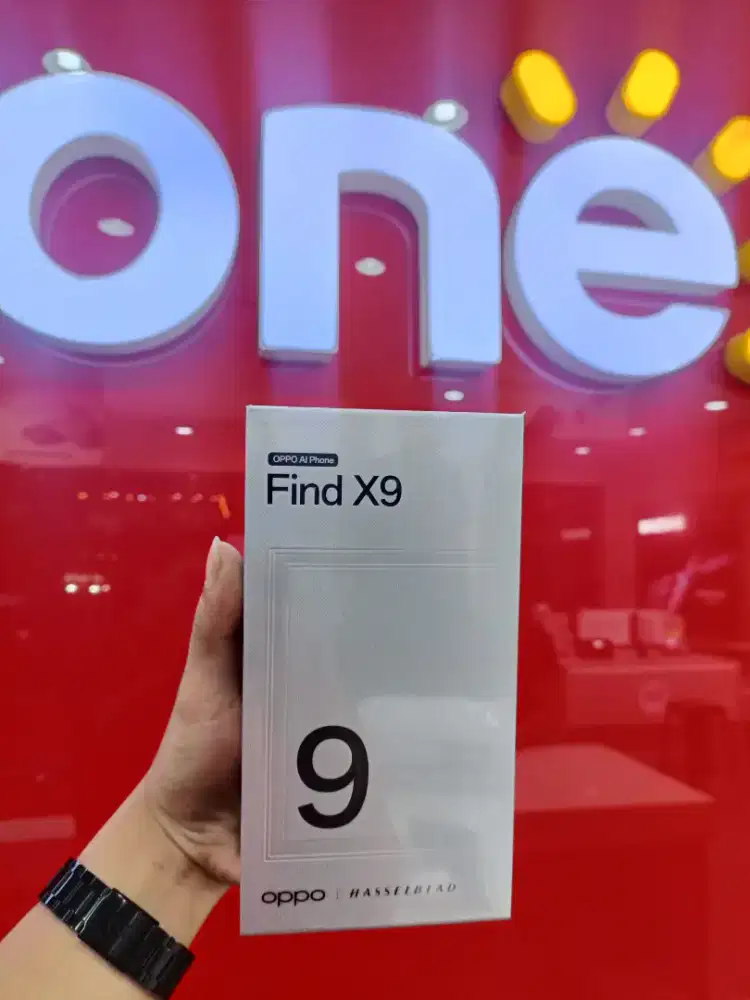 one
OPPO AI Phone
Find X9
9
oppo | HASSELBLAD